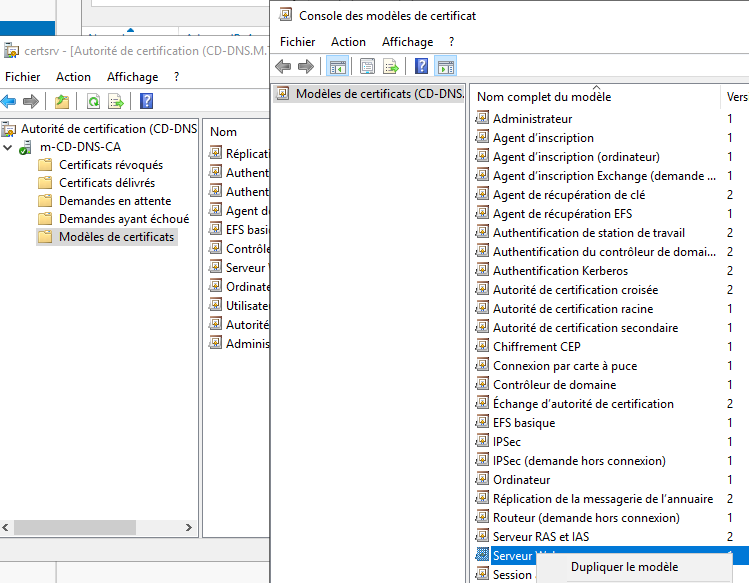 certsrv - [Autorité de certification (CD-DNS.M.
Fichier Action Affichage ?
Autorité de certification (CD-DNS
m-CD-DNS-CA
Certificats révoqués
Certificats délivrés
Demandes en attente
Demandes ayant échoué
Modèles de certificats
Nom
Réplicati
Authent
Authent
Agent d
EFS basi
Contrôle
Serveur
Ordinate
Utilisate
Autorité
Adminis
Console des modèles de certificat
Fichier Action Affichage ?
Modèles de certificats (CD-DNS.
Nom complet du modèle Vers
Administrateur 1
Agent d'inscription 1
Agent d'inscription (ordinateur) 1
Agent d'inscription Exchange (demande ... 1
Agent de récupération de clé 2
Agent de récupération EFS 1
Authentification de station de travail 2
Authentification du contrôleur de domai... 2
Authentification Kerberos 2
Autorité de certification croisée 2
Autorité de certification racine 1
Autorité de certification secondaire 1
Chiffrement CEP 1
Connexion par carte à puce 1
Contrôleur de domaine 1
Échange d'autorité de certification 2
EFS basique 1
IPSec 1
IPSec (demande hors connexion) 1
Ordinateur 1
Réplication de la messagerie de l'annuaire 2
Routeur (demande hors connexion) 1
Serveur RAS et IAS 2
Serveur
Session
Dupliquer le modèle